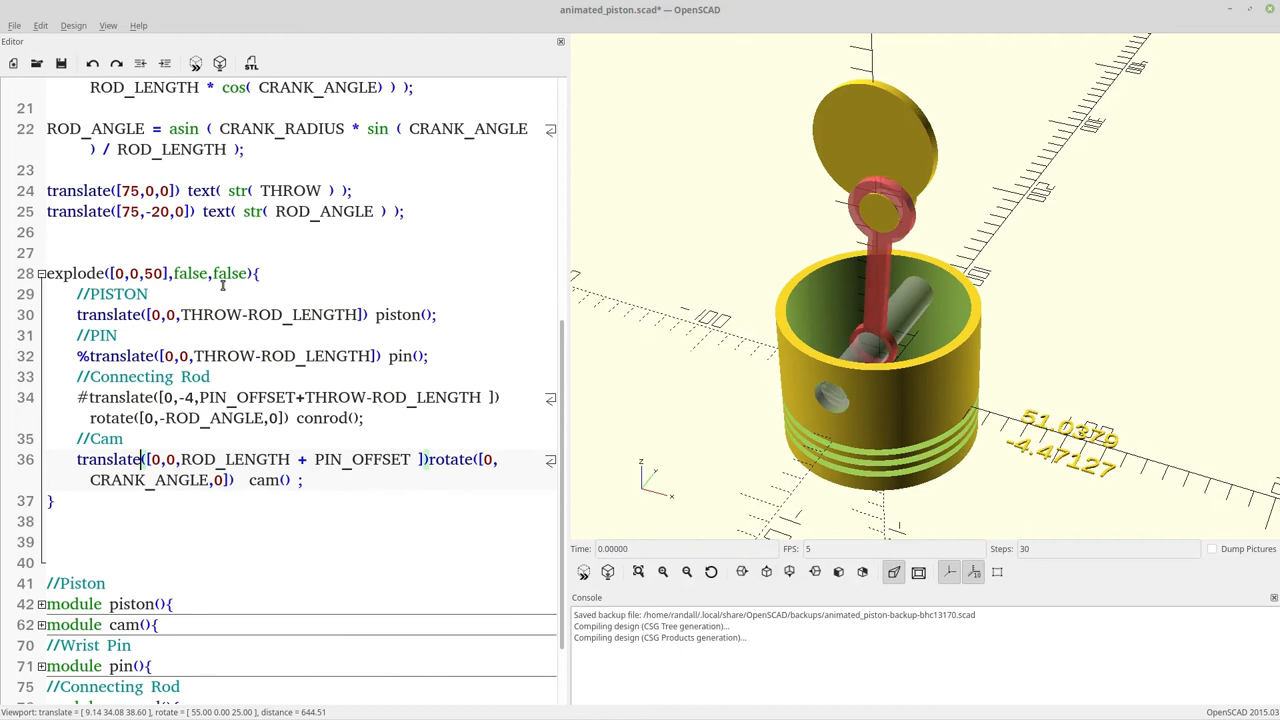 animated_piston.scad* — OpenSCAD
File Edit Design View Help
Editor
ROD_LENGTH * cos( CRANK_ANGLE) ) );
21
22 ROD_ANGLE = asin ( CRANK_RADIUS * sin ( CRANK_ANGLE
) / ROD_LENGTH );
23
24 translate([75,0,0]) text( str( THROW ) );
25 translate([75,-20,0]) text( str( ROD_ANGLE ) );
26
27
28 explode([0,0,50],false,false){
29 //PISTON
30 translate([0,0,THROW-ROD_LENGTH]) piston();
31 //PIN
32 %translate([0,0,THROW-ROD_LENGTH]) pin();
33 //Connecting Rod
34 #translate([0,-4,PIN_OFFSET+THROW-ROD_LENGTH ])
rotate([0,-ROD_ANGLE,0]) conrod();
35 //Cam
36 translate([0,0,ROD_LENGTH + PIN_OFFSET ])rotate([0,
CRANK_ANGLE,0]) cam() ;
37 }
38
39
40
41 //Piston
42 module piston(){
62 module cam(){
70 //Wrist Pin
71 module pin(){
75 //Connecting Rod
STL
51.0379
-4.47127
z
y
x
Time: 0.00000 FPS: 5 Steps: 30 Dump Pictures
10
Console
Saved backup file: /home/randall/.local/share/OpenSCAD/backups/animated_piston-backup-bhc13170.scad
Compiling design (CSG Tree generation)...
Compiling design (CSG Products generation)...
Viewport: translate = [ 9.14 34.08 38.60 ], rotate = [ 55.00 0.00 25.00 ], distance = 644.51
OpenSCAD 2015.03